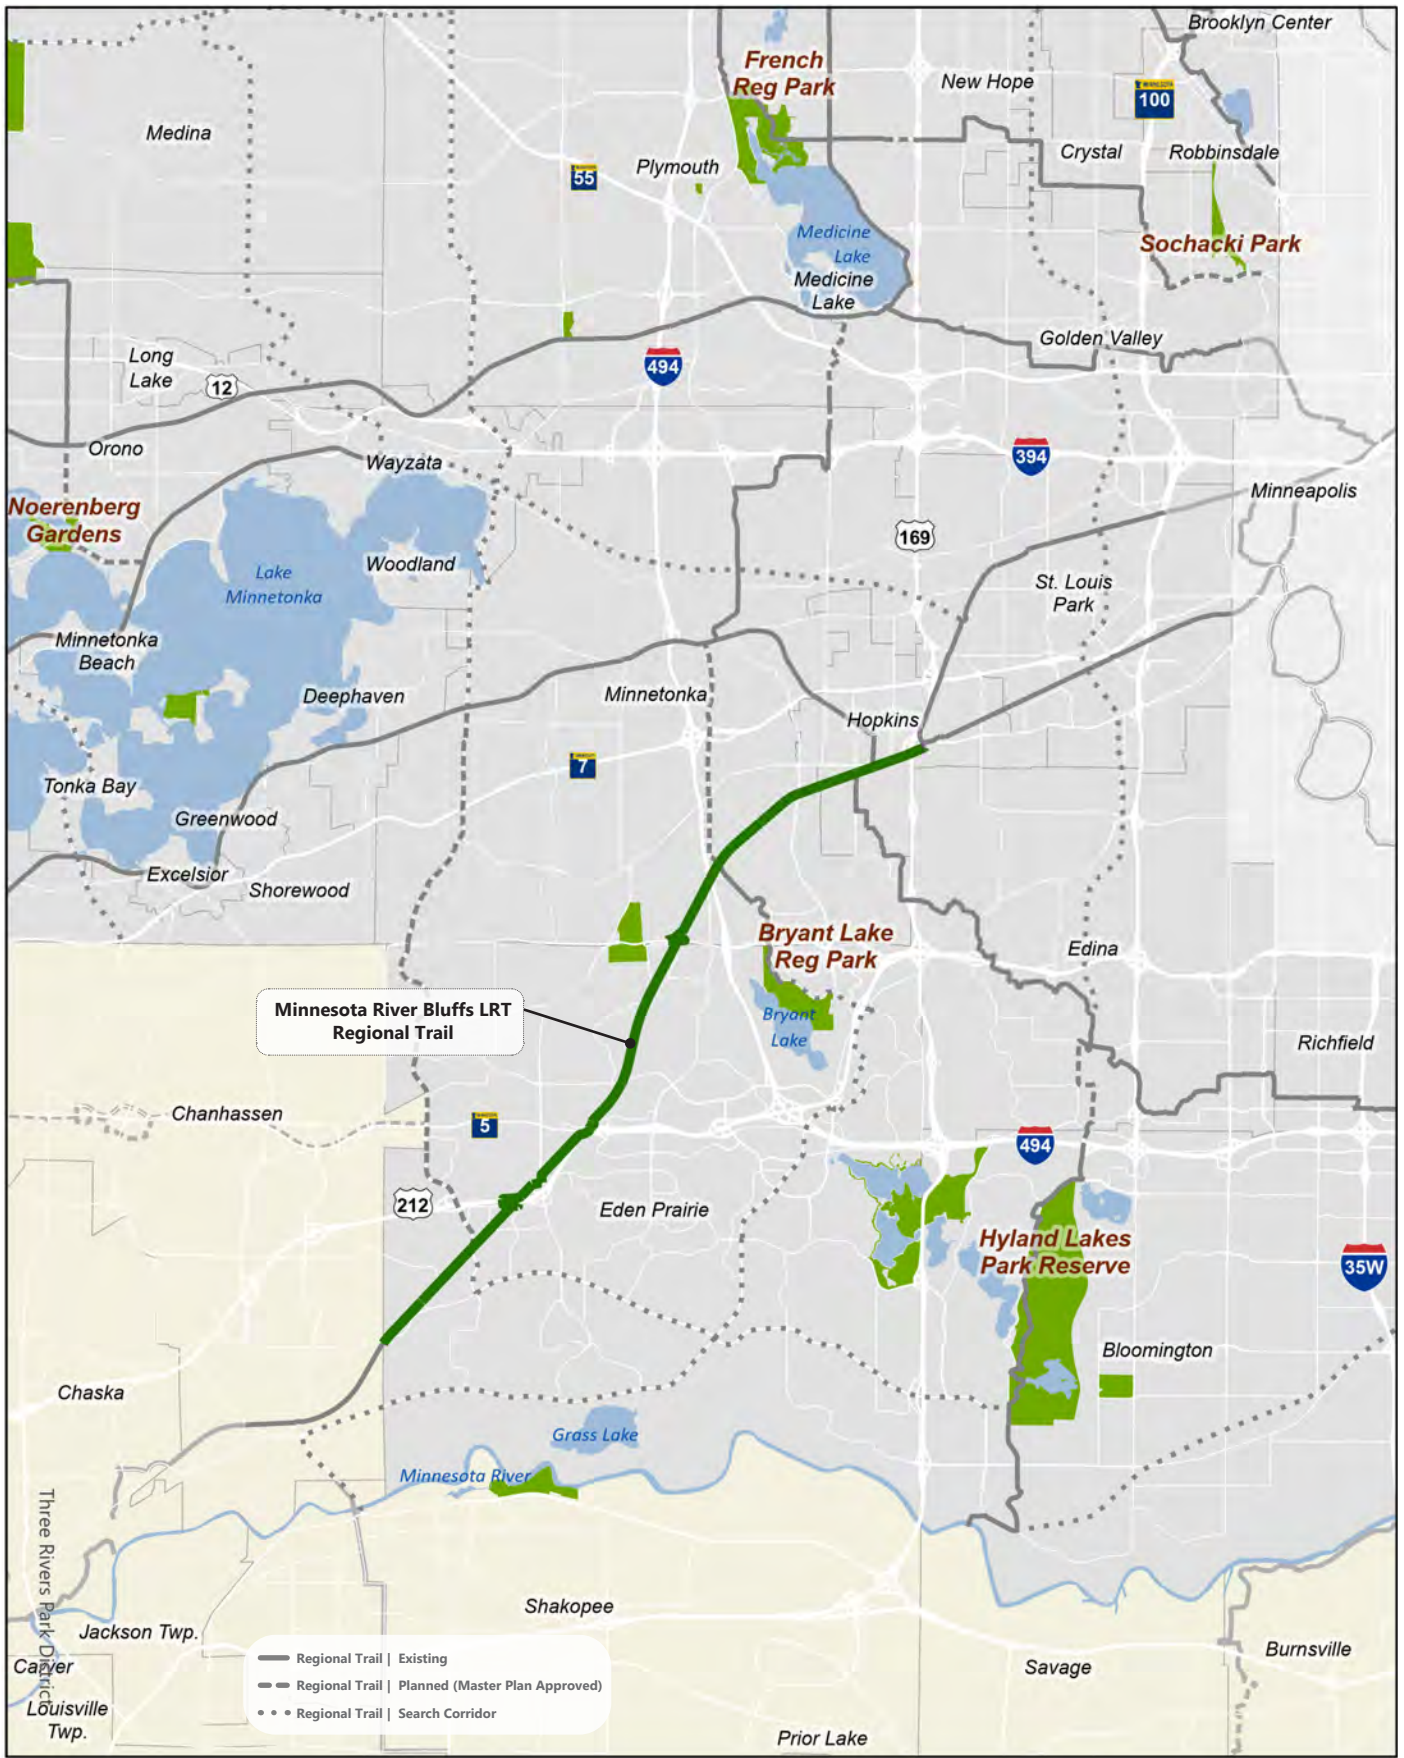 Brooklyn Center
French
Reg Park
New Hope
MINNESOTA
100
Medina
Crystal
Robbinsdale
Plymouth
55
Medicine
Lake
Sochacki Park
Medicine
Lake
Golden Valley
Long
Lake
12
494
Orono
Wayzata
394
Minneapolis
Noerenberg
Gardens
169
Woodland
Lake
Minnetonka
St. Louis
Park
Minnetonka
Beach
Deephaven
Minnetonka
Hopkins
7
Tonka Bay
Greenwood
Excelsior
Shorewood
Bryant Lake
Reg Park
Edina
Minnesota River Bluffs LRT
Regional Trail
Bryant
Lake
Richfield
Chanhassen
5
494
212
Eden Prairie
Hyland Lakes
Park Reserve
35W
Bloomington
Chaska
Grass Lake
Minnesota River
Three Rivers Park District
Shakopee
Jackson Twp.
Carver
Burnsville
Savage
Louisville
Twp.
Prior Lake
Regional Trail | Existing
Regional Trail | Planned (Master Plan Approved)
Regional Trail | Search Corridor